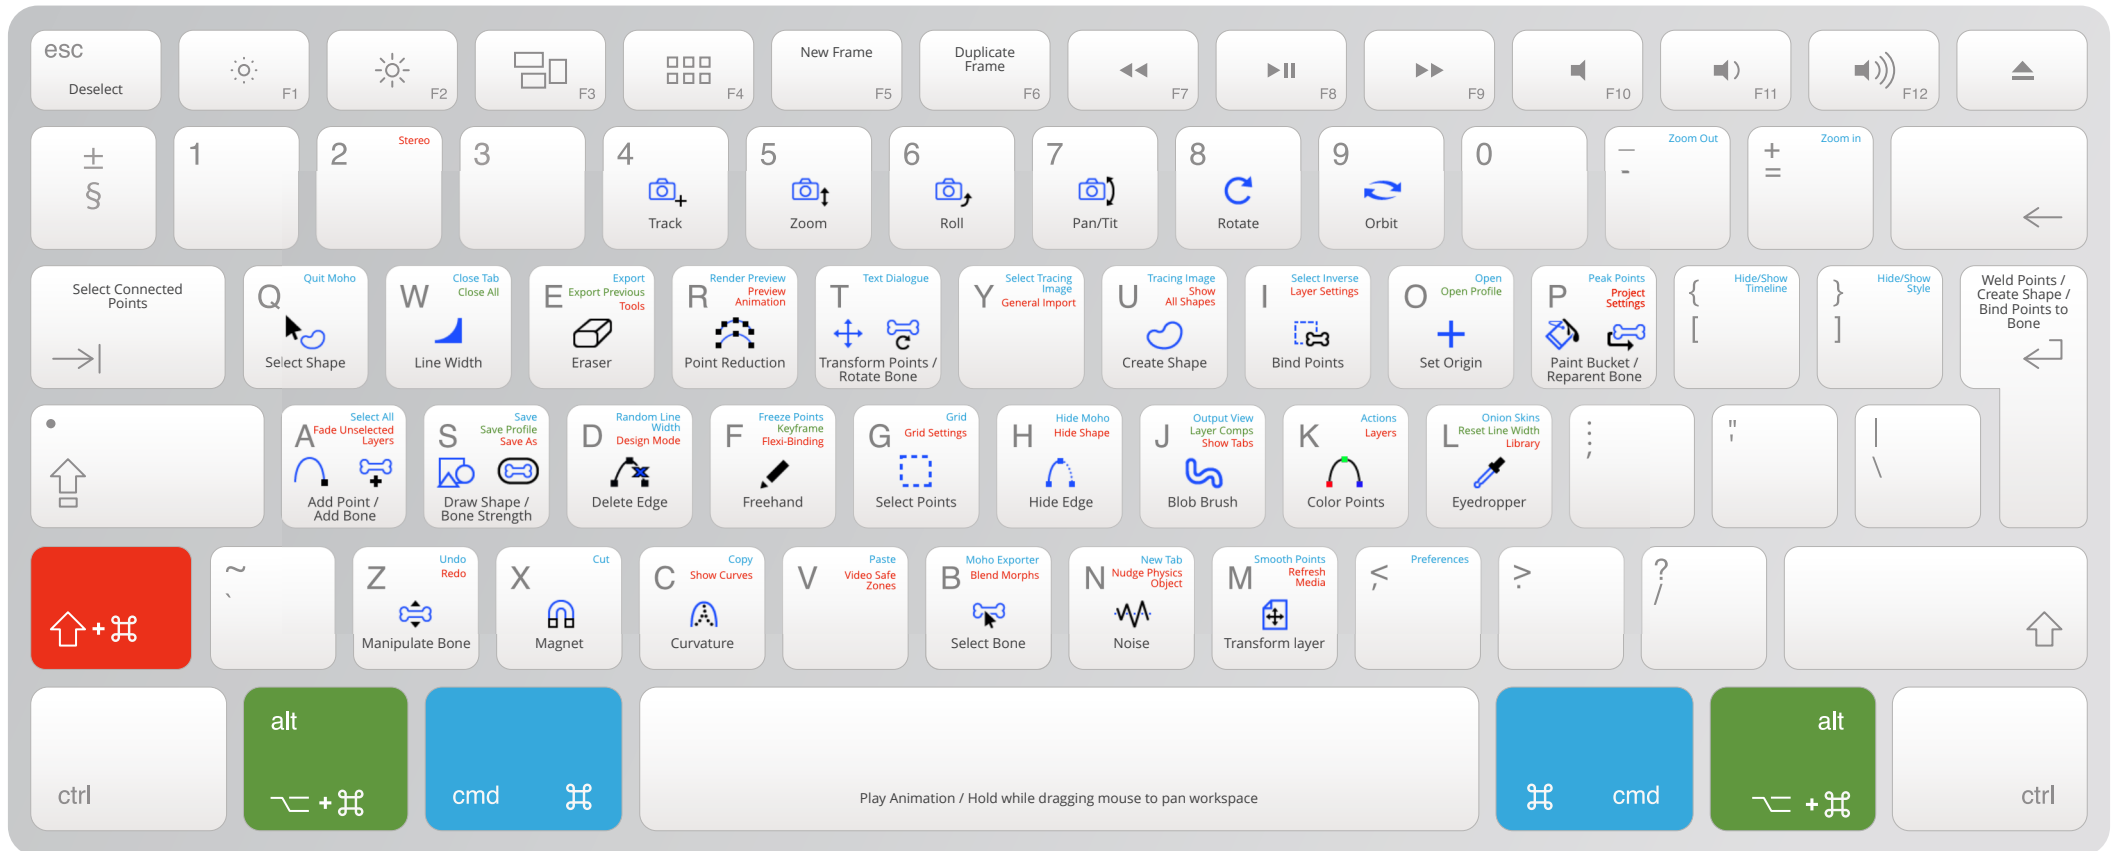 esc
Deselect
F1
F2
F3
F4
New Frame
F5
Duplicate
Frame
F6
F7
F8
F9
F10
F11
F12
±
§
1
2
Stereo
3
4
Track
5
Zoom
6
Roll
7
Pan/Tit
8
Rotate
9
Orbit
0
Zoom Out
_
-
Zoom in
+
=
Select Connected
Points
Q
Quit Moho
Select Shape
W
Close Tab
Close All
Line Width
E
Export
Export Previous
Tools
Eraser
R
Render Preview
Preview
Animation
Point Reduction
T
Text Dialogue
Transform Points /
Rotate Bone
Y
Select Tracing
Image
General Import
U
Tracing Image
Show
All Shapes
Create Shape
I
Select Inverse
Layer Settings
Bind Points
O
Open
Open Profile
Set Origin
P
Peak Points
Project
Settings
Paint Bucket /
Reparent Bone
{
[
Hide/Show
Timeline
}
]
Hide/Show
Style
Weld Points /
Create Shape /
Bind Points to
Bone
A
Select All
Fade Unselected
Layers
Add Point /
Add Bone
S
Save
Save Profile
Save As
Draw Shape /
Bone Strength
D
Random Line
Width
Design Mode
Delete Edge
F
Freeze Points
Keyframe
Flexi-Binding
Freehand
G
Grid
Grid Settings
Select Points
H
Hide Moho
Hide Shape
Hide Edge
J
Output View
Layer Comps
Show Tabs
Blob Brush
K
Actions
Layers
Color Points
L
Onion Skins
Reset Line Width
Library
Eyedropper
:
;
"
'
|
\
⇧+⌘
~
`
Z
Undo
Redo
Manipulate Bone
X
Cut
Magnet
C
Copy
Show Curves
Curvature
V
Paste
Video Safe
Zones
B
Moho Exporter
Blend Morphs
Select Bone
N
New Tab
Nudge Physics
Object
Noise
M
Smooth Points
Refresh
Media
Transform layer
<
,
Preferences
>
.
?
/
ctrl
alt
⌥ +⌘
cmd ⌘
Play Animation / Hold while dragging mouse to pan workspace
⌘ cmd
alt
⌥ +⌘
ctrl